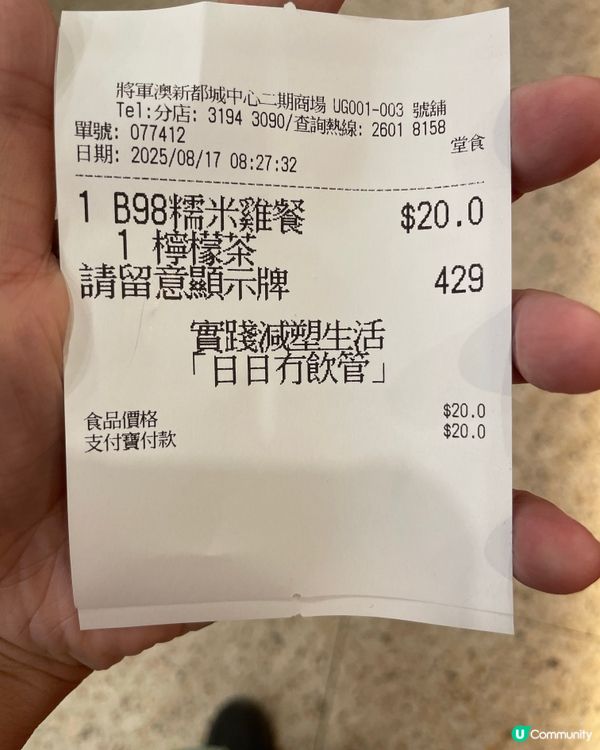 將軍澳新都城中心二期商場 UG001-003 號舖
Tel:分店: 3194 3090/查詢熱線: 2601 8158
單號: 077412 堂食
日期: 2025/08/17 08:27:32
1 B98糯米雞餐 $20.0
1 檸檬茶
請留意顯示牌 429
實踐減塑生活
「日日冇飲管」
食品價格 $20.0
支付寶付款 $20.0
U Community